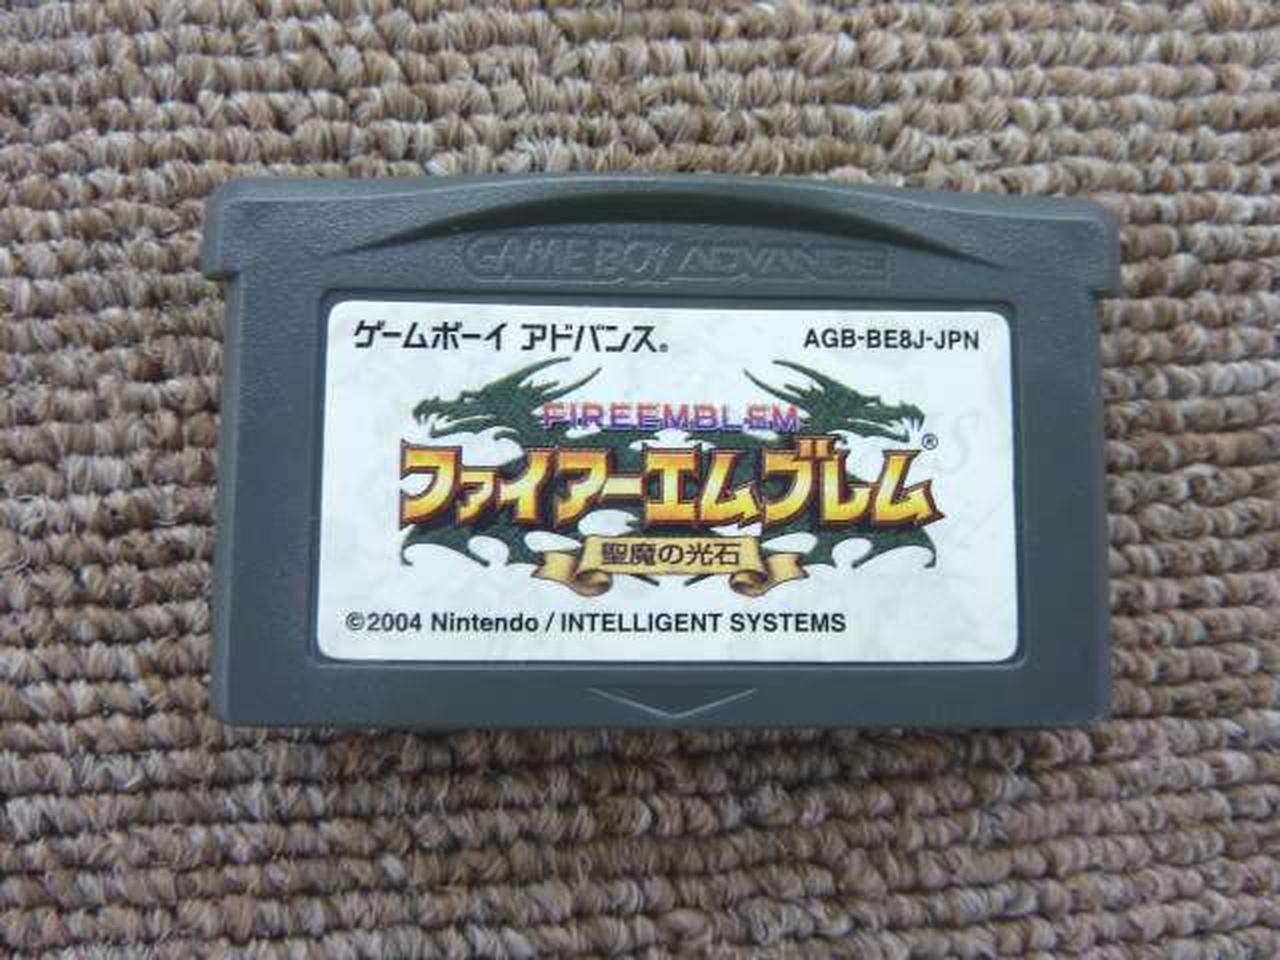 GAME BOY ADVANCE
ゲームボーイ アドバンス®
AGB-BE8J-JPN
FIREEMBLEM
ファイアーエムブレム®
聖魔の光石
©2004 Nintendo / INTELLIGENT SYSTEMS